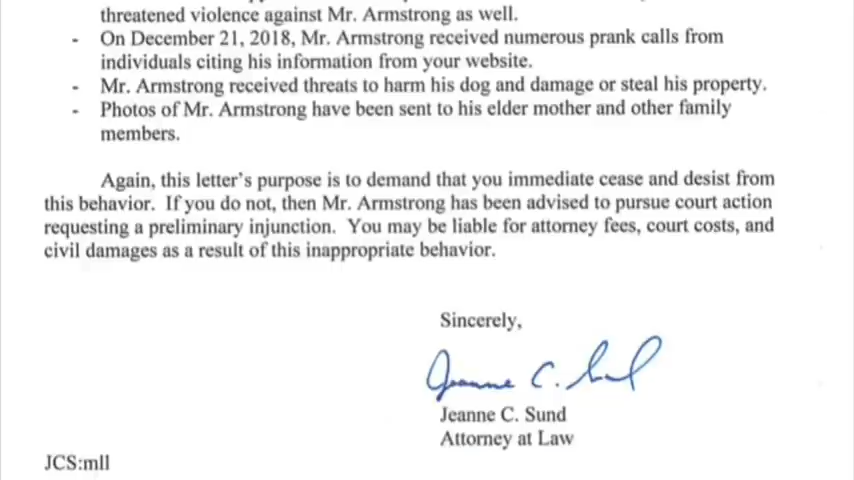 threatened violence against Mr. Armstrong as well.
- On December 21, 2018, Mr. Armstrong received numerous prank calls from
individuals citing his information from your website.
- Mr. Armstrong received threats to harm his dog and damage or steal his property.
- Photos of Mr. Armstrong have been sent to his elder mother and other family
members.
Again, this letter's purpose is to demand that you immediate cease and desist from
this behavior. If you do not, then Mr. Armstrong has been advised to pursue court action
requesting a preliminary injunction. You may be liable for attorney fees, court costs, and
civil damages as a result of this inappropriate behavior.
Sincerely,
Jeanne C. Sund
Jeanne C. Sund
Attorney at Law
JCS:mll